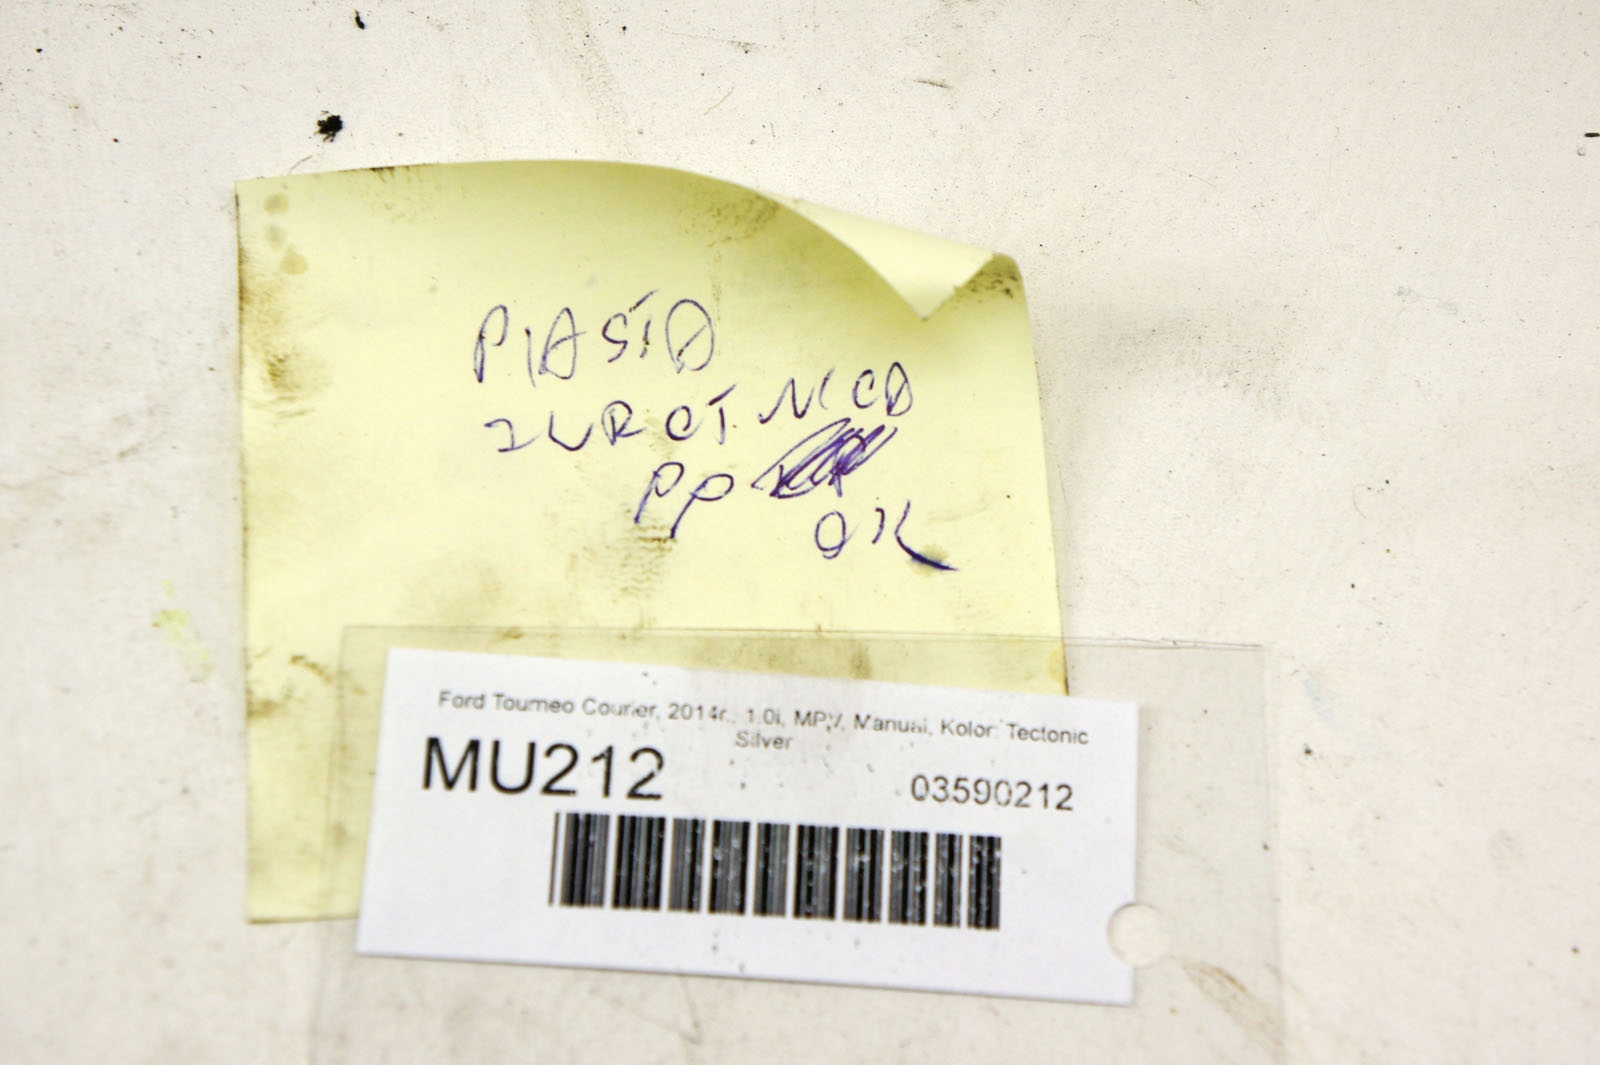 PIASTA
ZWROTNICA
PP
OK
Ford Tourneo Courier, 2014r., 1.0i, MPV, Manual, Kolor: Tectonic
Silver
MU212
03590212